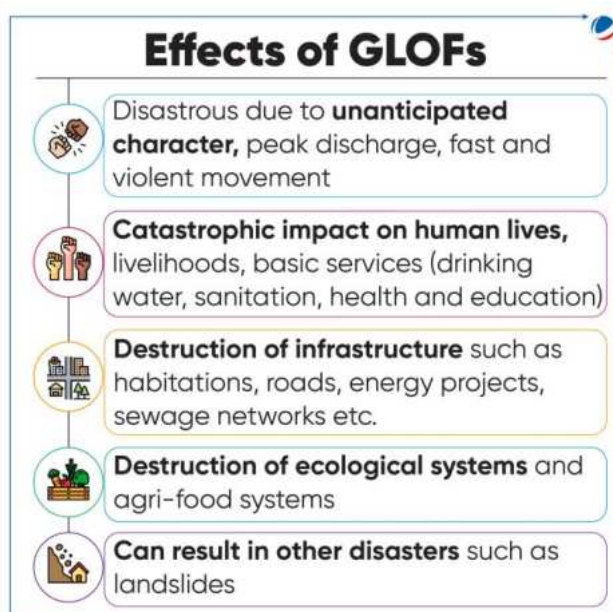 Effects of GLOFs
Disastrous due to unanticipated
character, peak discharge, fast and
violent movement
Catastrophic impact on human lives,
livelihoods, basic services (drinking
water, sanitation, health and education)
Destruction of infrastructure such as
habitations, roads, energy projects,
sewage networks etc.
Destruction of ecological systems and
agri-food systems
Can result in other disasters such as
landslides